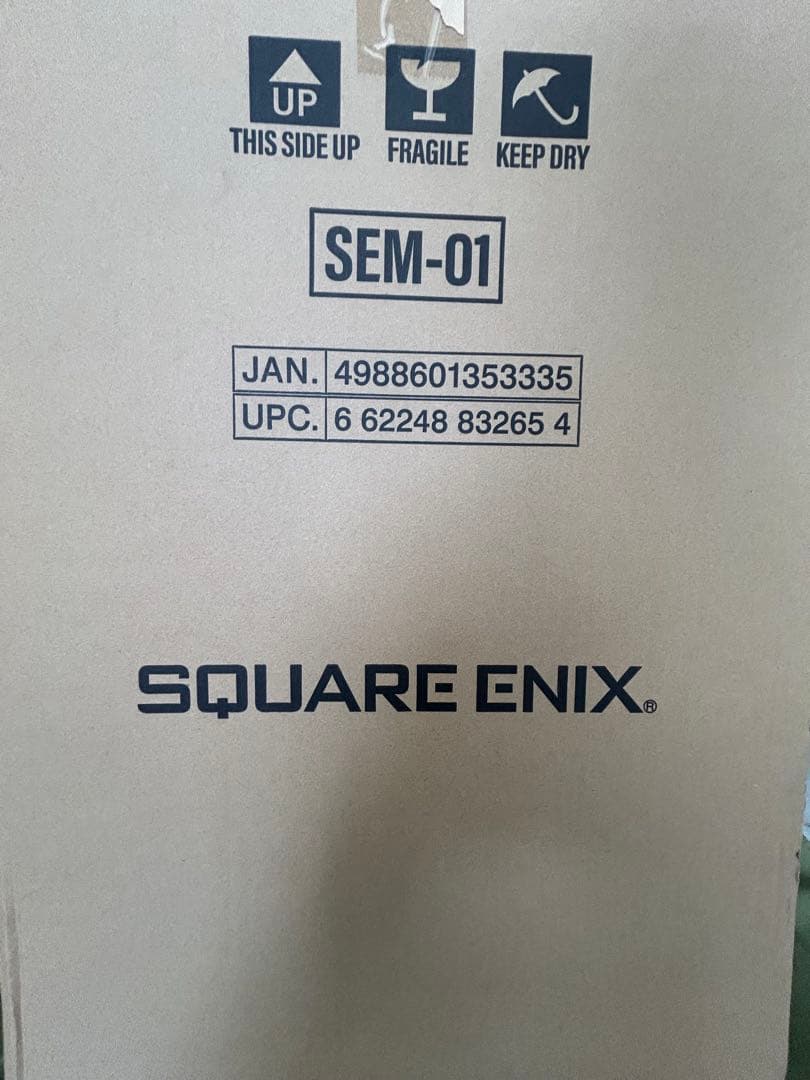 UP
THIS SIDE UP FRAGILE KEEP DRY
SEM-01
JAN. 4988601353335
UPC. 6 62248 83265 4
SQUARE ENIX®